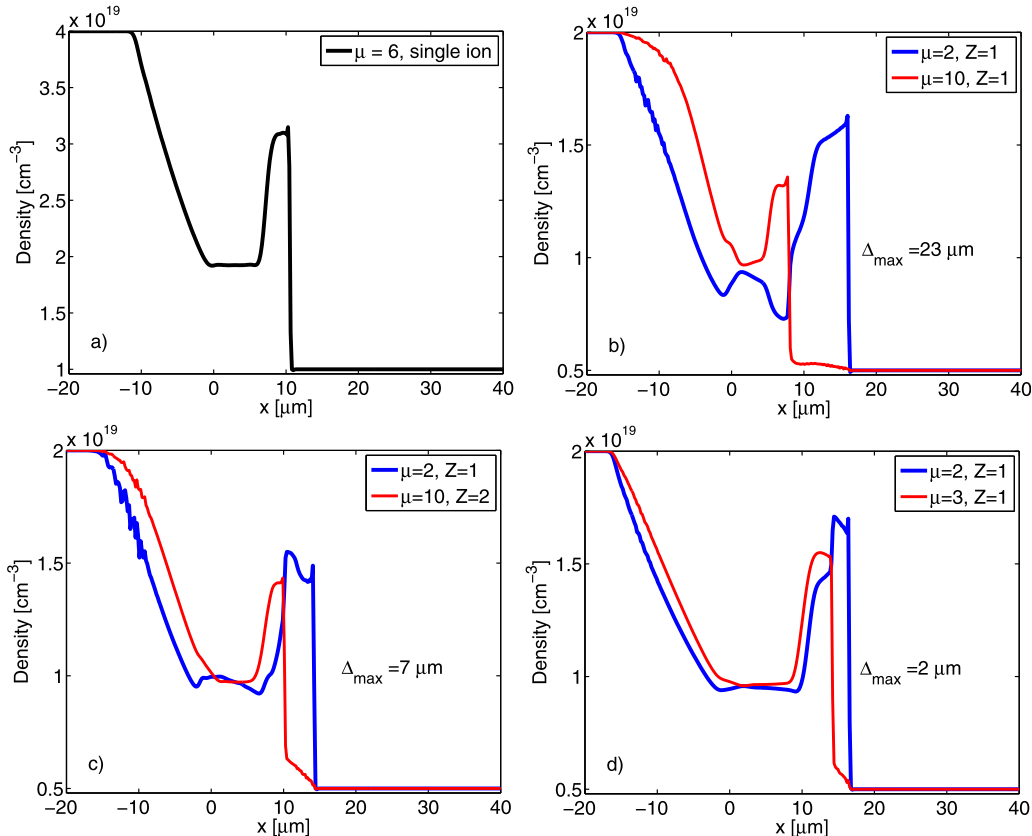 x 10^19
4
3.5
3
2.5
2
1.5
1
Density [cm^−3]
μ = 6, single ion
a)
−20 −10 0 10 20 30 40
x [μm]
x 10^19
2
1.5
1
0.5
Density [cm^−3]
μ=2, Z=1
μ=10, Z=1
Δmax =23 μm
b)
−20 −10 0 10 20 30 40
x [μm]
x 10^19
2
1.5
1
0.5
Density [cm^−3]
μ=2, Z=1
μ=10, Z=2
Δmax =7 μm
c)
−20 −10 0 10 20 30 40
x [μm]
x 10^19
2
1.5
1
0.5
Density [cm^−3]
μ=2, Z=1
μ=3, Z=1
Δmax =2 μm
d)
−20 −10 0 10 20 30 40
x [μm]